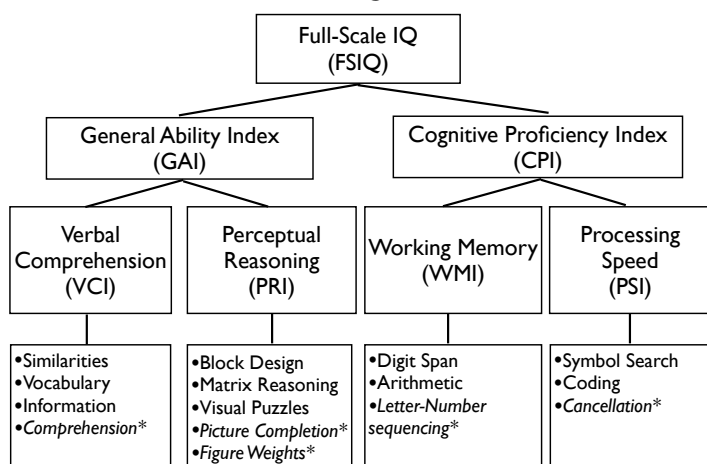 Full-Scale IQ
(FSIQ)
General Ability Index
(GAI)
Cognitive Proficiency Index
(CPI)
Verbal
Comprehension
(VCI)
Perceptual
Reasoning
(PRI)
Working Memory
(WMI)
Processing
Speed
(PSI)
•Similarities
•Vocabulary
•Information
•Comprehension*
•Block Design
•Matrix Reasoning
•Visual Puzzles
•Picture Completion*
•Figure Weights*
•Digit Span
•Arithmetic
•Letter-Number
sequencing*
•Symbol Search
•Coding
•Cancellation*